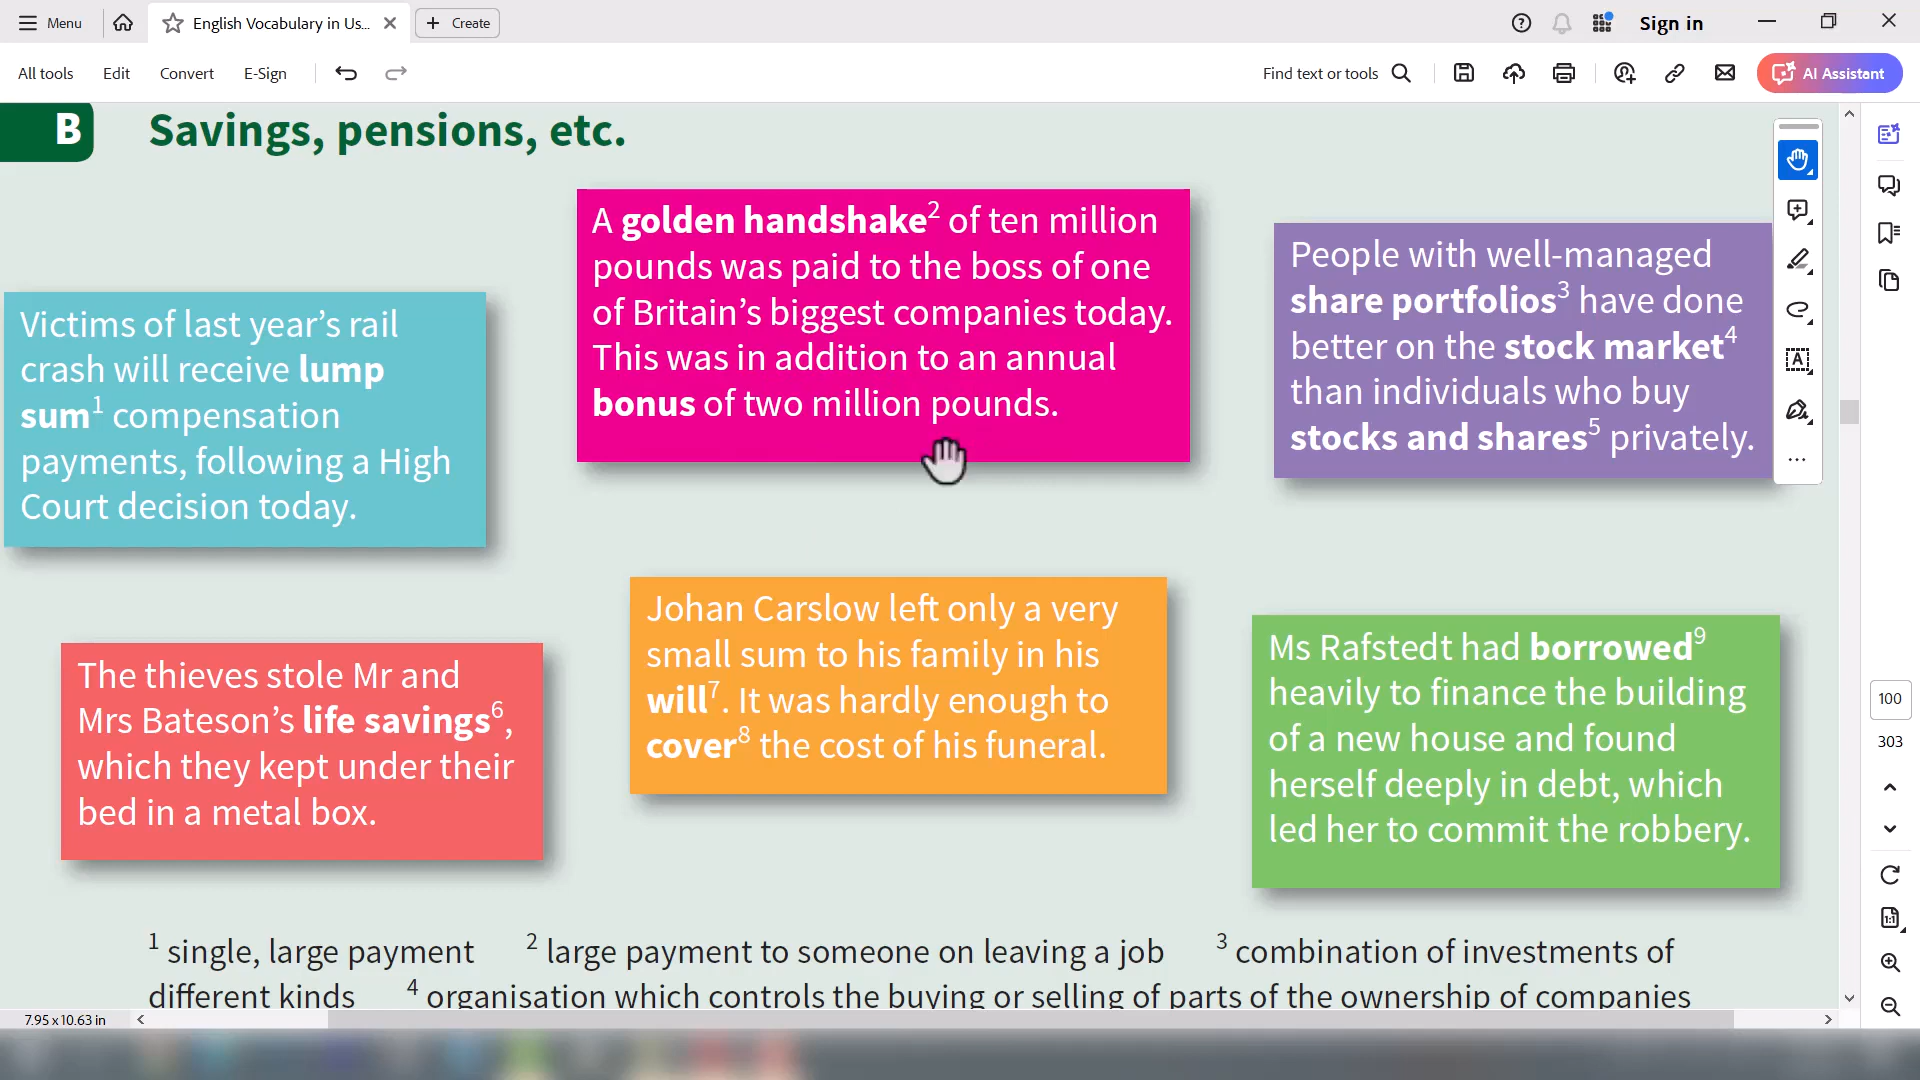 Menu
English Vocabulary in Us...
Create
Sign in
All tools
Edit
Convert
E-Sign
Find text or tools
AI Assistant
B
Savings, pensions, etc.
Victims of last year’s rail
crash will receive lump
sum1 compensation
payments, following a High
Court decision today.
A golden handshake2 of ten million
pounds was paid to the boss of one
of Britain’s biggest companies today.
This was in addition to an annual
bonus of two million pounds.
People with well-managed
share portfolios3 have done
better on the stock market4
than individuals who buy
stocks and shares5 privately.
The thieves stole Mr and
Mrs Bateson’s life savings6,
which they kept under their
bed in a metal box.
Johan Carslow left only a very
small sum to his family in his
will7. It was hardly enough to
cover8 the cost of his funeral.
Ms Rafstedt had borrowed9
heavily to finance the building
of a new house and found
herself deeply in debt, which
led her to commit the robbery.
1 single, large payment 2 large payment to someone on leaving a job 3 combination of investments of
different kinds 4 organisation which controls the buying or selling of parts of the ownership of companies
100
303
7.95 x 10.63 in